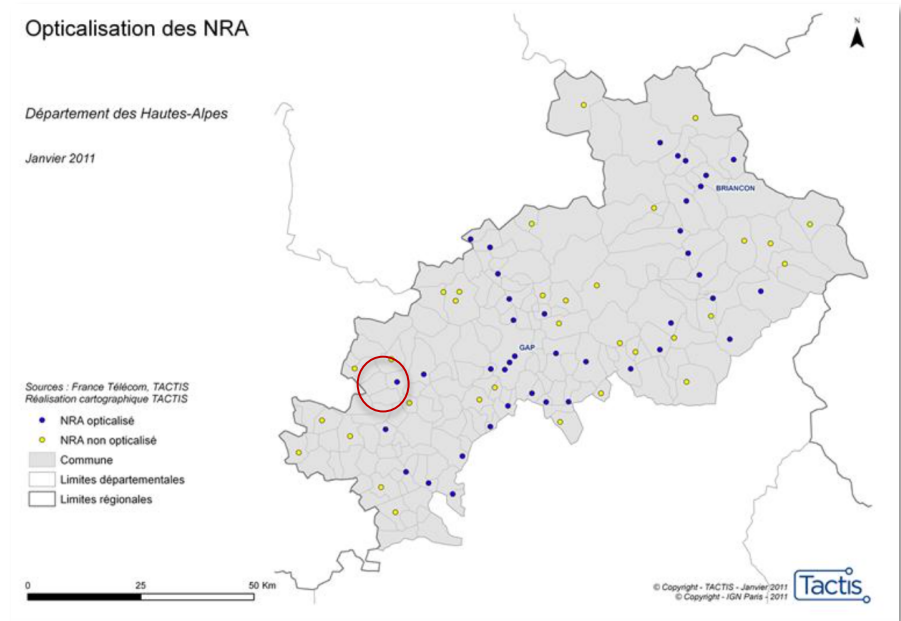 Opticalisation des NRA
N
Département des Hautes-Alpes
Janvier 2011
BRIANCON
GAP
Sources : France Télécom, TACTIS
Réalisation cartographique TACTIS
NRA opticalisé
NRA non opticalisé
Commune
Limites départementales
Limites régionales
0 25 50 Km
© Copyright - TACTIS - Janvier 2011
© Copyright - IGN Paris - 2011
Tactis